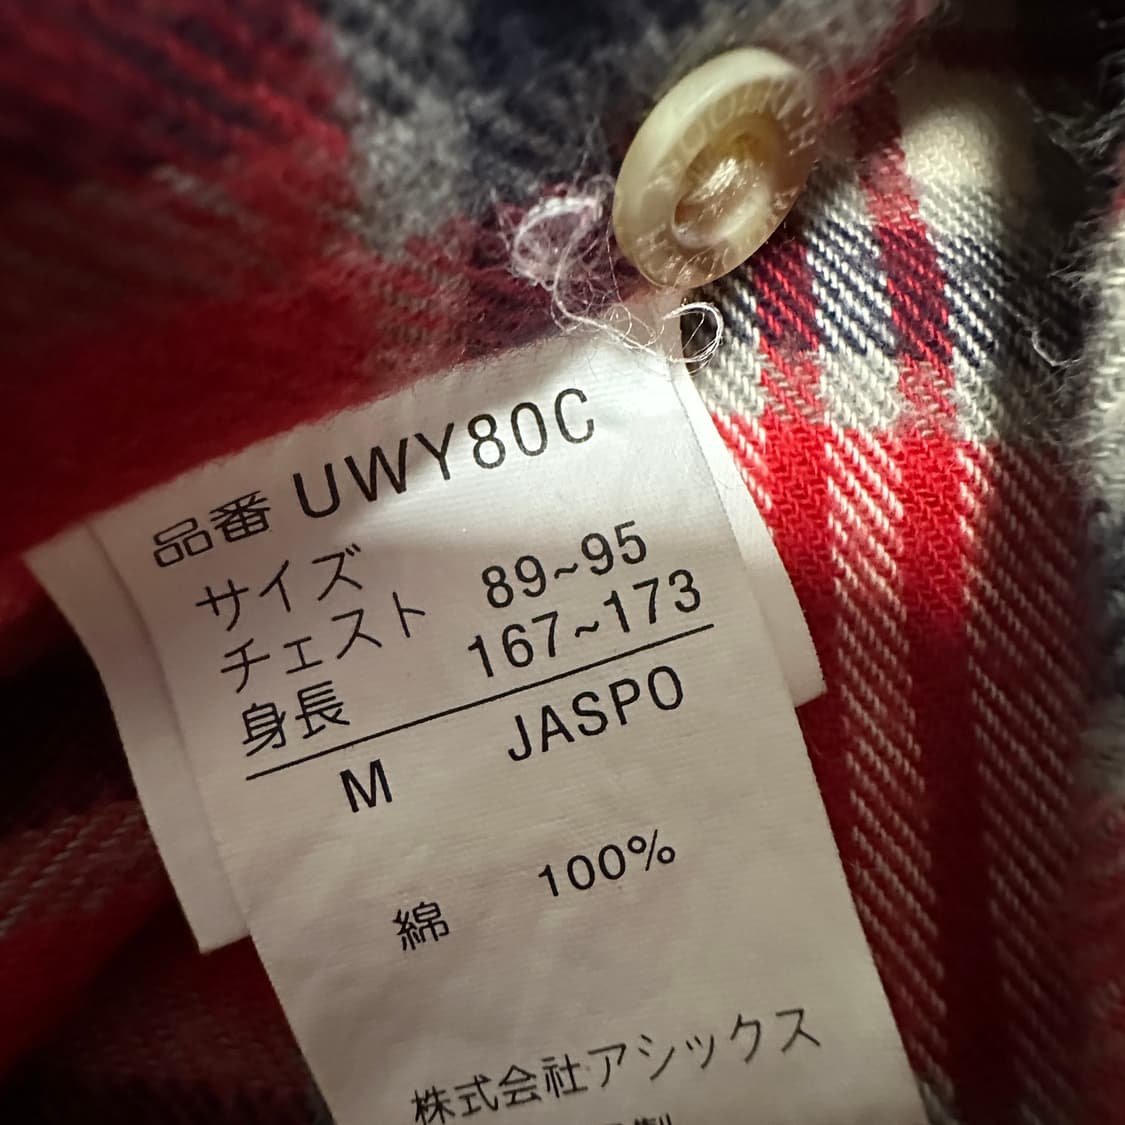 品番 UWY80C
サイズ
チェスト 89~95
身長 167~173
M JASPO
綿 100%
株式会社アシックス